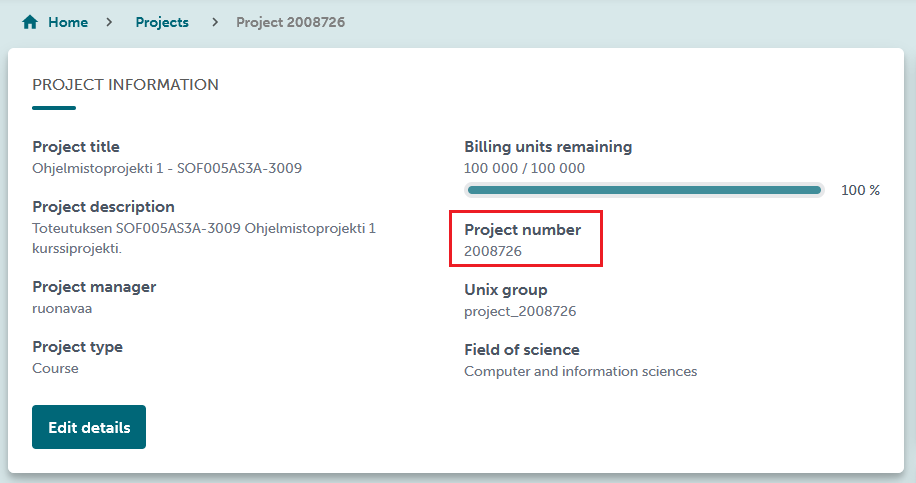 Home > Projects > Project 2008726
PROJECT INFORMATION
Project title
Ohjelmistoprojekti 1 - SOF005AS3A-3009
Project description
Toteutuksen SOF005AS3A-3009 Ohjelmistoprojekti 1
kurssiprojekti.
Project manager
ruonavaa
Project type
Course
Edit details
Billing units remaining
100 000 / 100 000
100 %
Project number
2008726
Unix group
project_2008726
Field of science
Computer and information sciences